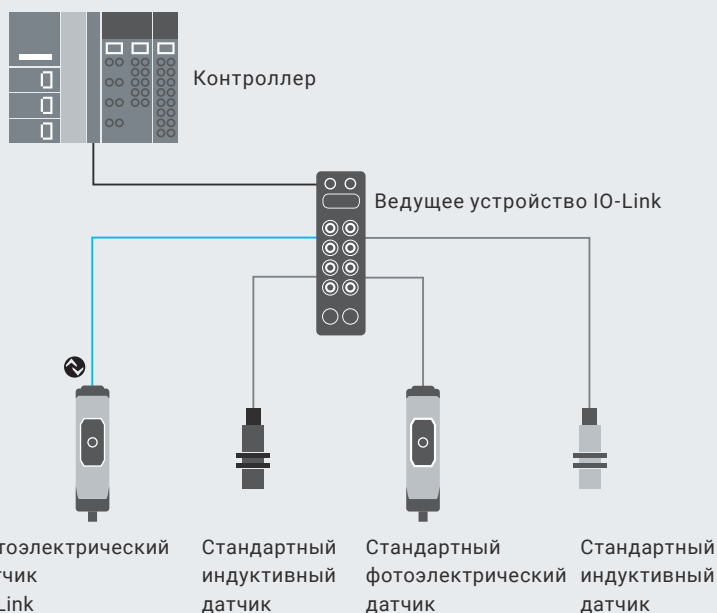 Контроллер
Ведущее устройство IO-Link
тоэлектрический
тчик
Link
Стандартный
индуктивный
датчик
Стандартный
фотоэлектрический
датчик
Стандартный
индуктивный
датчик